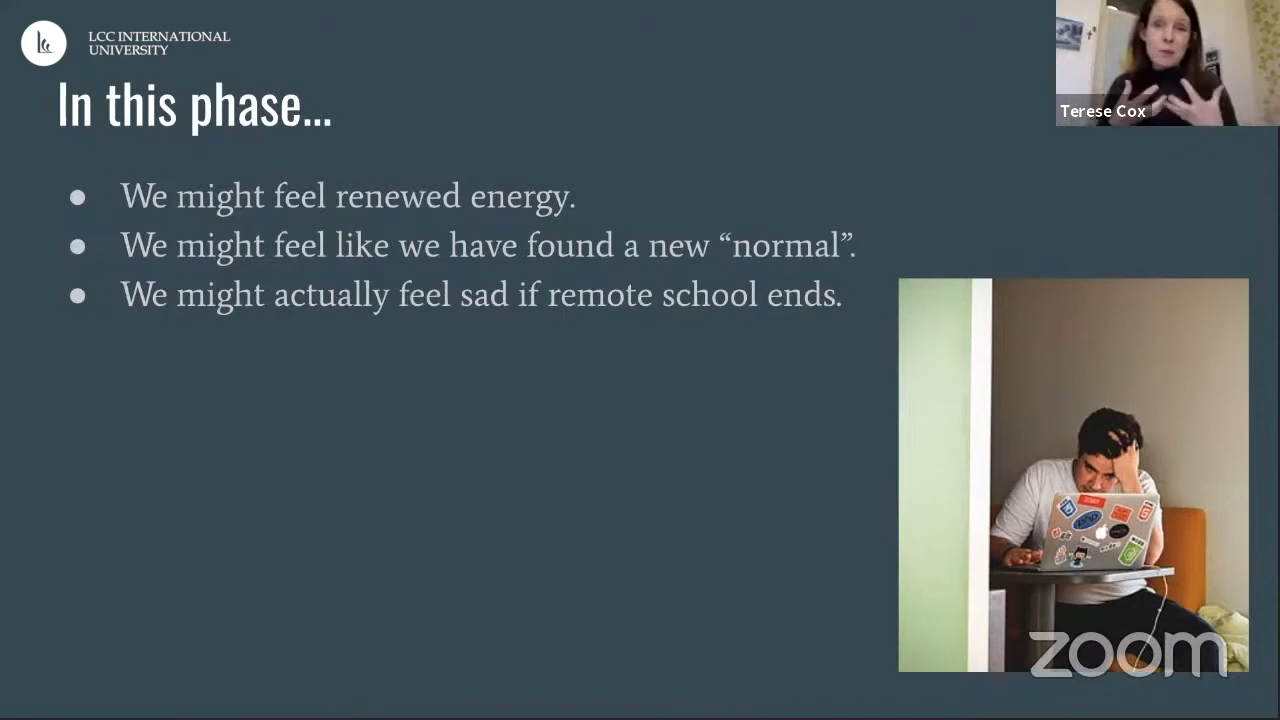 LCC INTERNATIONAL
UNIVERSITY
In this phase...
Terese Cox
● We might feel renewed energy.
● We might feel like we have found a new “normal”.
● We might actually feel sad if remote school ends.
php
zoom